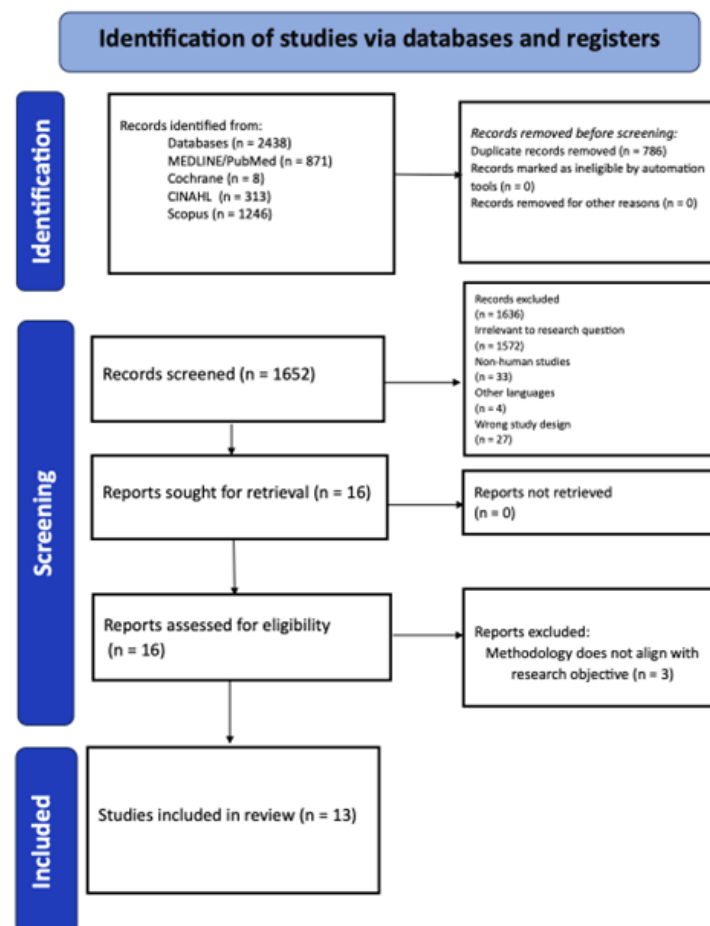 Identification of studies via databases and registers
Identification
Records identified from:
Databases (n = 2438)
MEDLINE/PubMed (n = 871)
Cochrane (n = 8)
CINAHL (n = 313)
Scopus (n = 1246)
Records removed before screening:
Duplicate records removed (n = 786)
Records marked as ineligible by automation
tools (n = 0)
Records removed for other reasons (n = 0)
Screening
Records screened (n = 1652)
Records excluded
(n = 1636)
Irrelevant to research question
(n = 1572)
Non-human studies
(n = 33)
Other languages
(n = 4)
Wrong study design
(n = 27)
Reports sought for retrieval (n = 16)
Reports not retrieved
(n = 0)
Reports assessed for eligibility
(n = 16)
Reports excluded:
Methodology does not align with
research objective (n = 3)
Included
Studies included in review (n = 13)